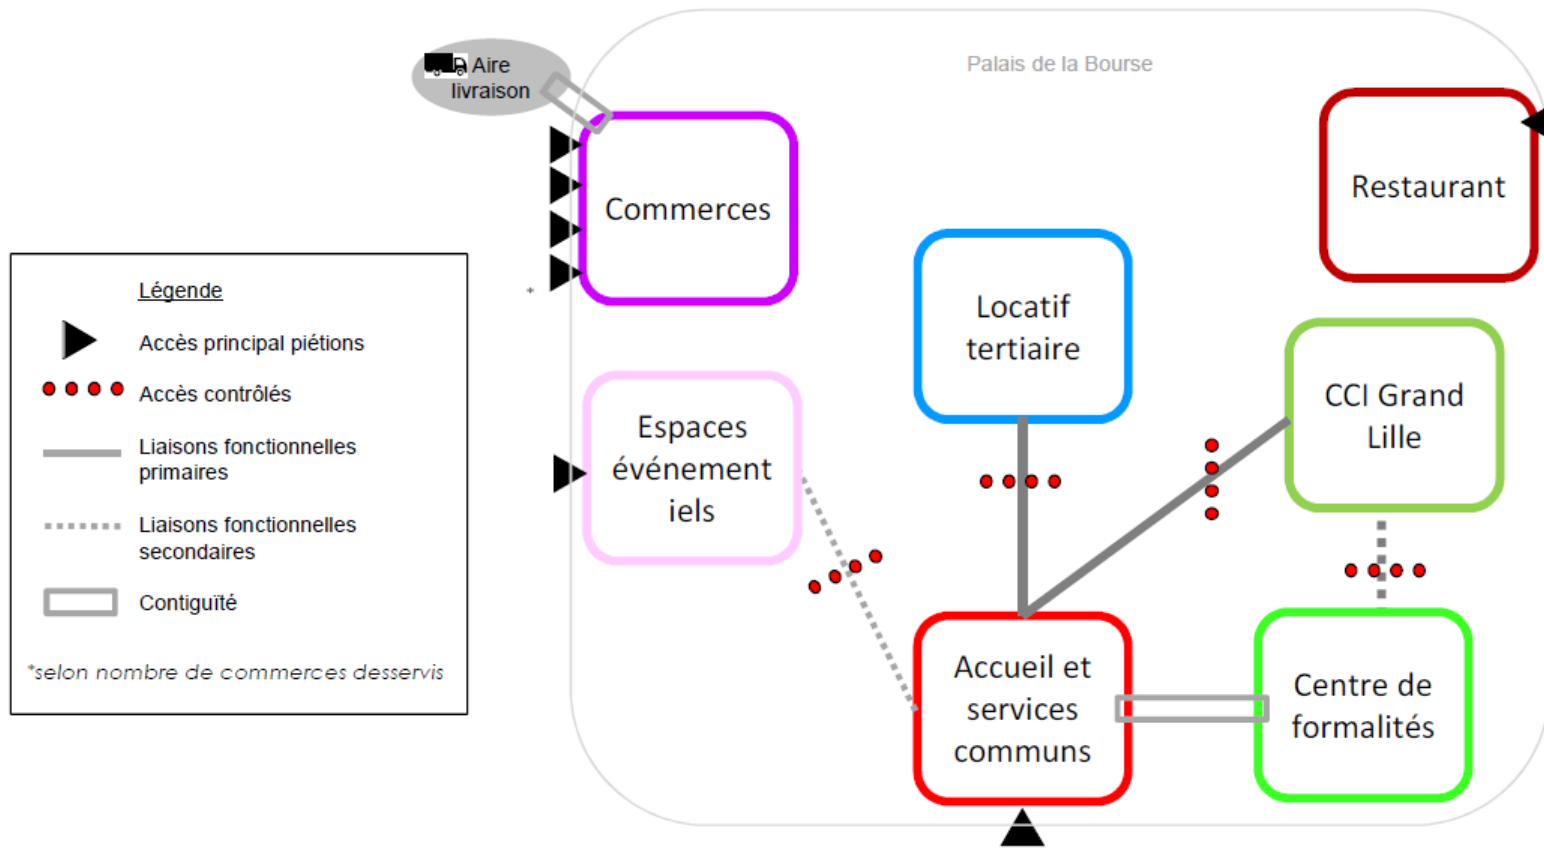 Palais de la Bourse
Aire
livraison
Commerces
Restaurant
Locatif
tertiaire
CCI Grand
Lille
Espaces
événement
iels
Accueil et
services
communs
Centre de
formalités
*
Légende
Accès principal piétions
Accès contrôlés
Liaisons fonctionnelles
primaires
Liaisons fonctionnelles
secondaires
Contiguïté
*selon nombre de commerces desservis